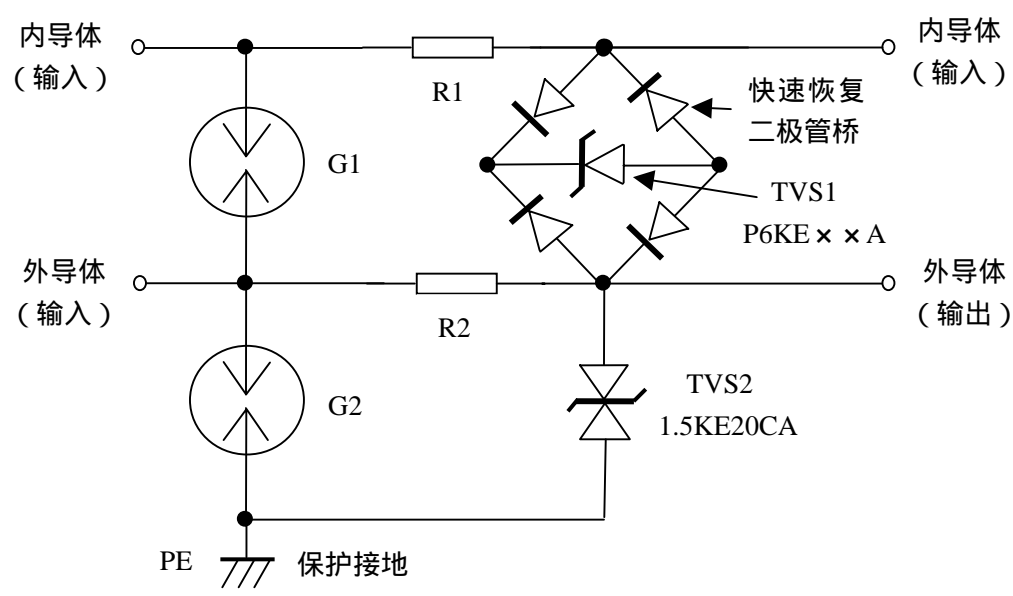 内导体
（输入）
R1
内导体
（输入）
快速恢复
二极管桥
G1
TVS1
P6KE××A
外导体
（输入）
R2
外导体
（输出）
G2
TVS2
1.5KE20CA
PE
保护接地